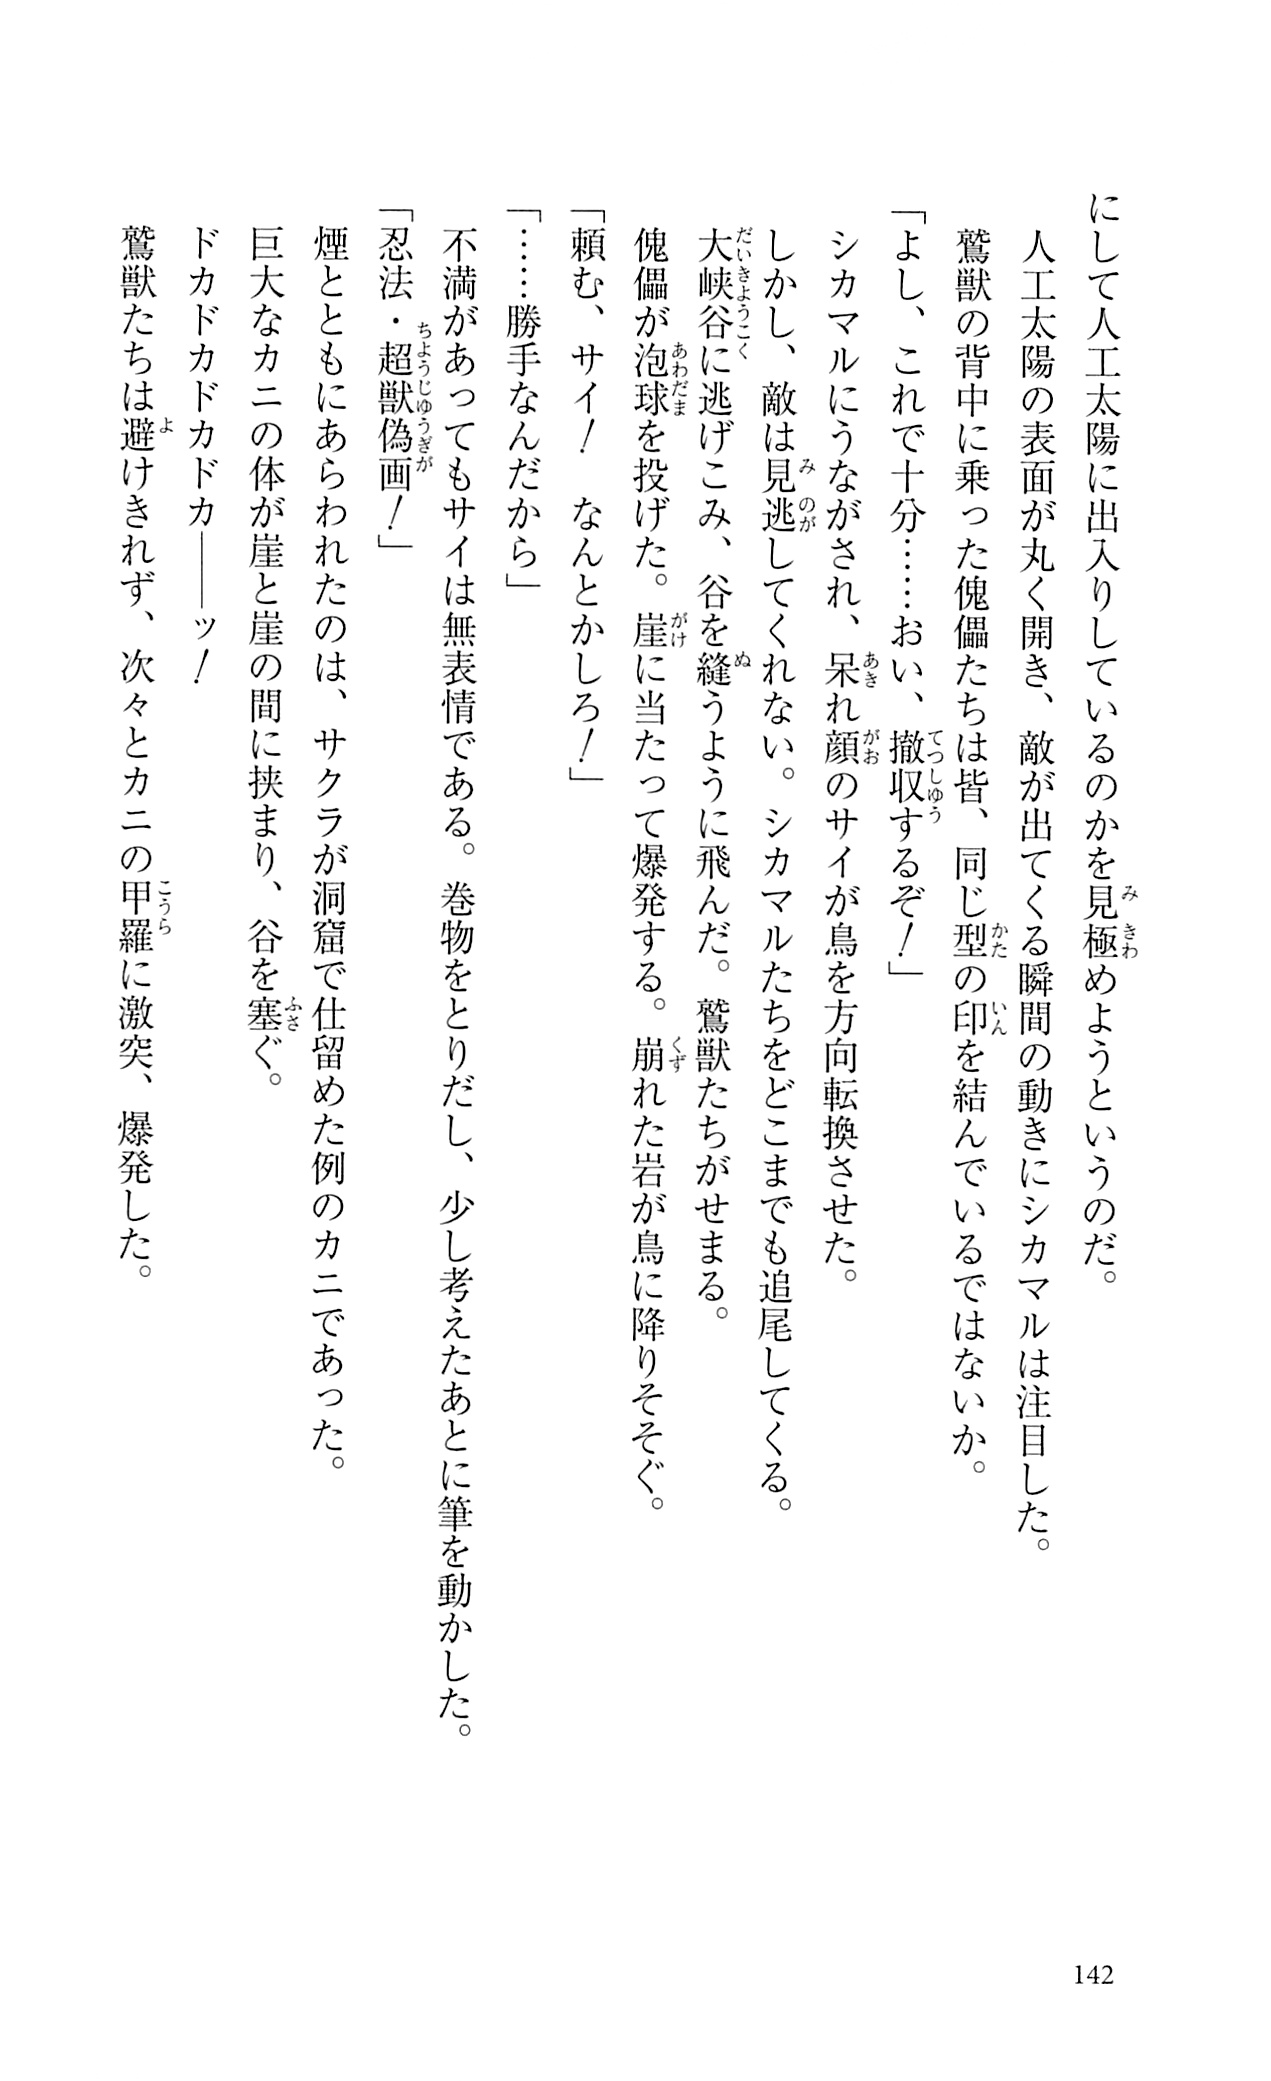 にして人工太陽に出入りしているのかを見極めようというのだ。
人工太陽の表面が丸く開き、敵が出てくる瞬間の動きにシカマルは注目した。
鷲獣の背中に乗った傀儡たちは皆、同じ型の印を結んでいるではないか。
「よし、これで十分……おい、撤収するぞ！」
シカマルにうながされ、呆れ顔のサイが鳥を方向転換させた。
しかし、敵は見逃してくれない。シカマルたちをどこまでも追尾してくる。
大峡谷に逃げこみ、谷を縫うように飛んだ。鷲獣たちがせまる。
傀儡が泡球を投げた。崖に当たって爆発する。崩れた岩が鳥に降りそそぐ。
「頼む、サイ！　なんとかしろ！」
「……勝手なんだから」
不満があってもサイは無表情である。巻物をとりだし、少し考えたあとに筆を動かした。
「忍法・超獣偽画！」
煙とともにあらわれたのは、サクラが洞窟で仕留めた例のカニであった。
巨大なカニの体が崖と崖の間に挟まり、谷を塞ぐ。
ドカドカドカドカ――ッ！
鷲獣たちは避けきれず、次々とカニの甲羅に激突、爆発した。
142